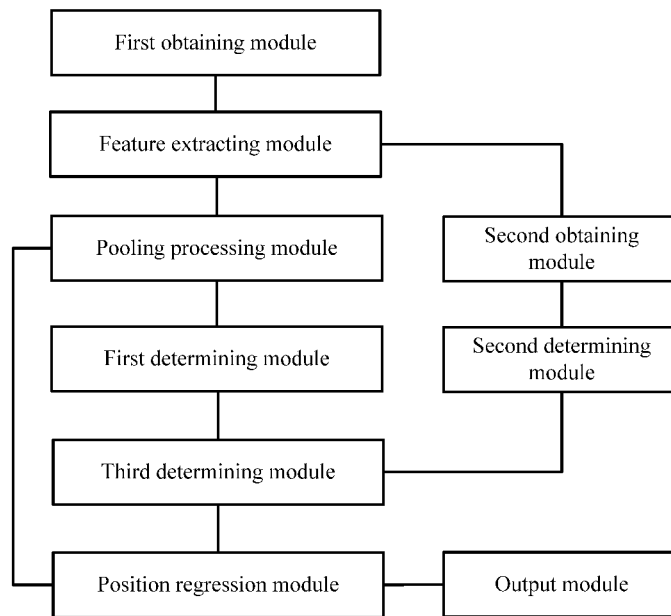 First obtaining module
Feature extracting module
Pooling processing module
Second obtaining
module
First determining module
Second determining
module
Third determining module
Position regression module
Output module